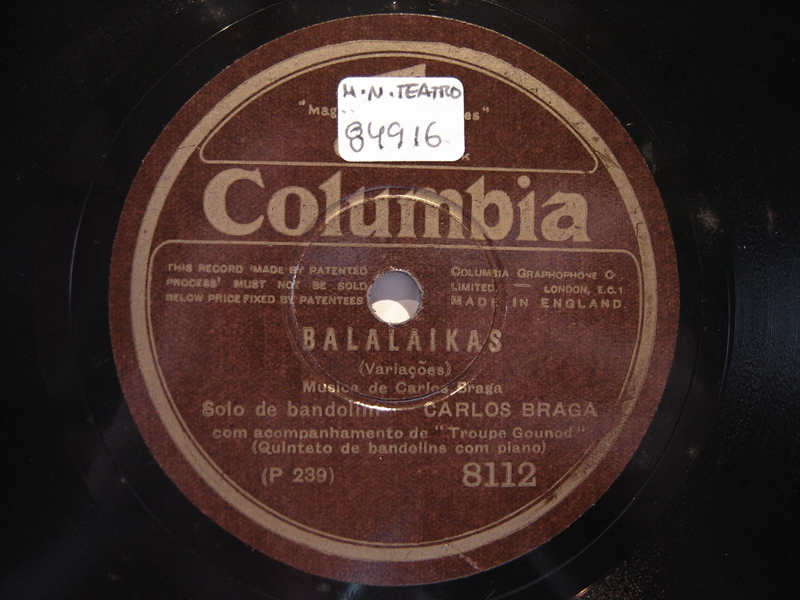 M.N.TEATRO
84916
Columbia
THIS RECORD 'MADE BY PATENTED
PROCESS' MUST NOT BE SOLD
BELOW PRICE FIXED BY PATENTEES
COLUMBIA GRAPHOPHONE C.
LIMITED. — LONDON, E.C.1.
MADE IN ENGLAND.
BALALAIKAS
(Variações)
Musica de Carlos Braga
Solo de bandolim CARLOS BRAGA
com acompanhamento de "Troupe Gounod"
(Quinteto de bandolins com piano)
(P 239) 8112